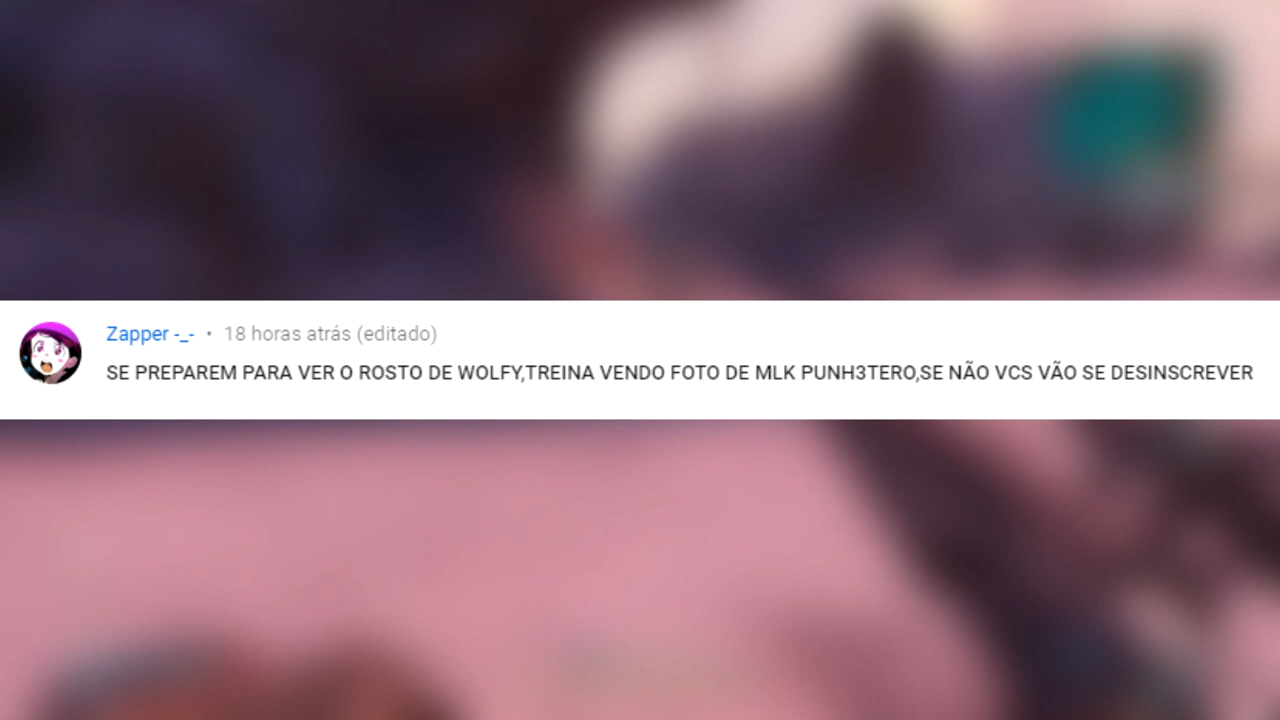 Zapper -_- • 18 horas atrás (editado)
SE PREPAREM PARA VER O ROSTO DE WOLFY,TREINA VENDO FOTO DE MLK PUNH3TERO,SE NÃO VCS VÃO SE DESINSCREVER